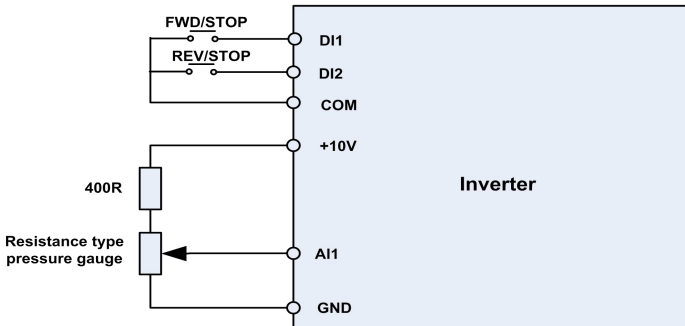 FWD/STOP
DI1
REV/STOP
DI2
COM
+10V
400R
Inverter
Resistance type
pressure gauge
AI1
GND